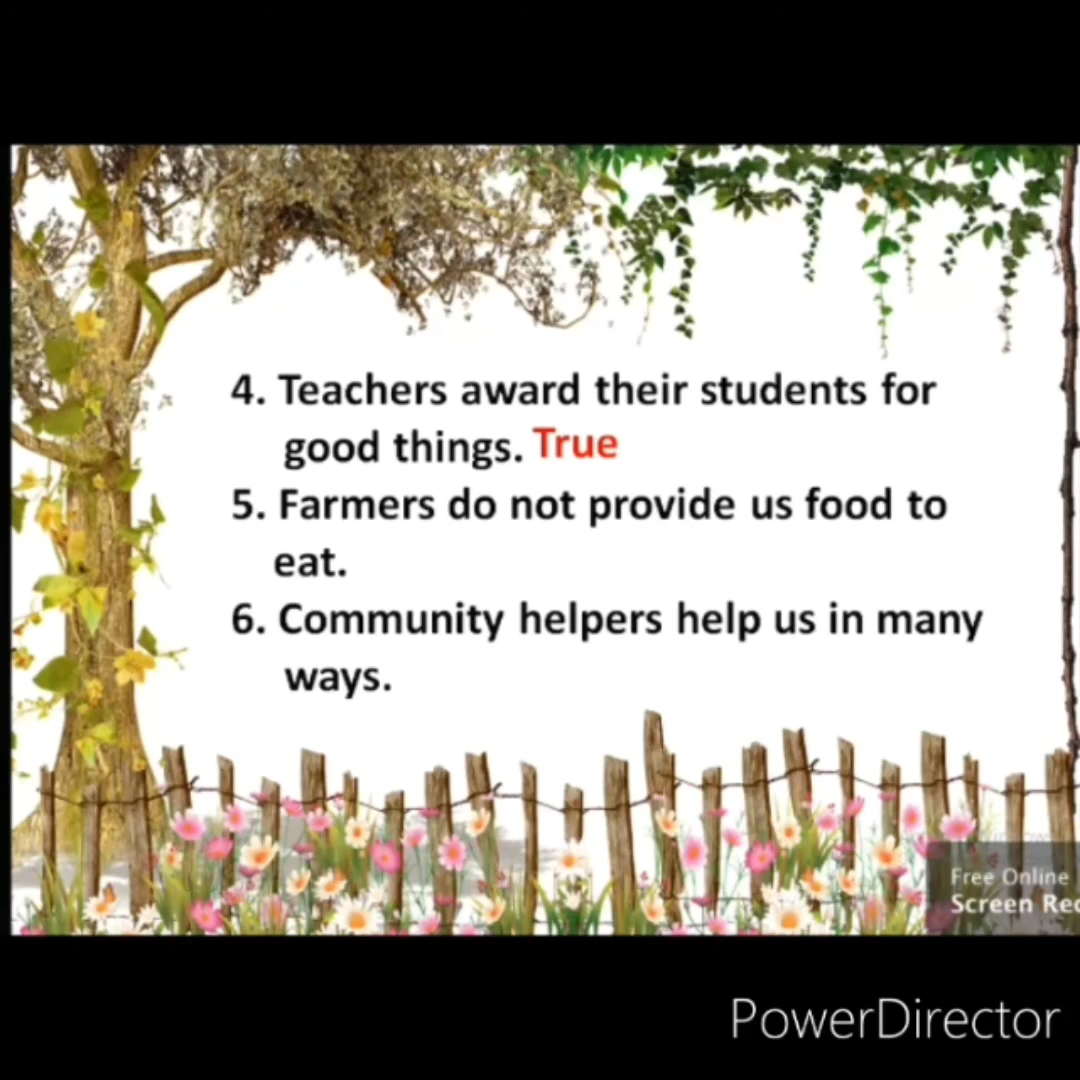 4. Teachers award their students for
good things. True
5. Farmers do not provide us food to
eat.
6. Community helpers help us in many
ways.
Free Online
Screen
PowerDirector